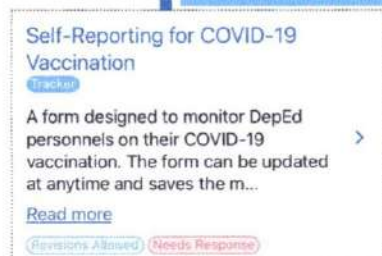 Self-Reporting for COVID-19
Vaccination
Tracker
A form designed to monitor DepEd
personnel on their COVID-19
vaccination. The form can be updated
at anytime and saves the m...
Read more
Revisions Allowed Needs Response